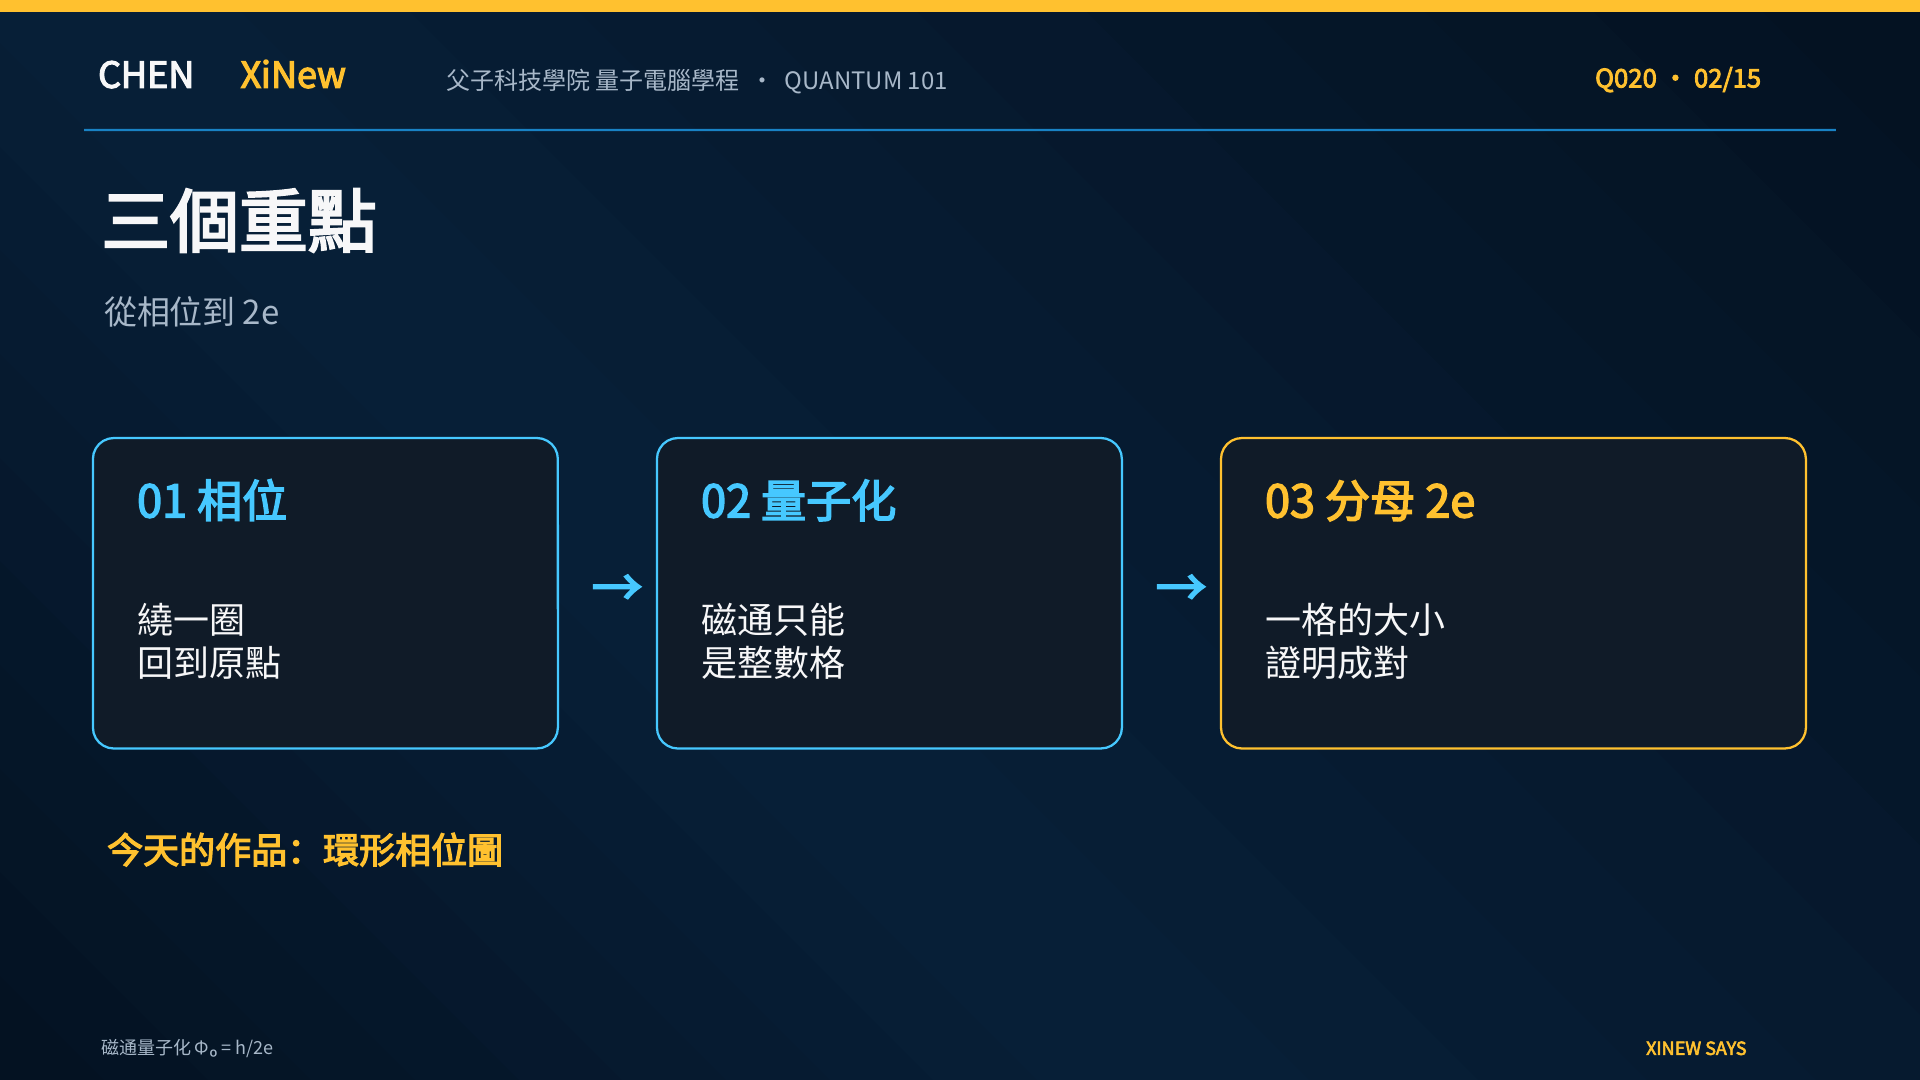 CHEN XiNew 父子科技學院 量子電腦學程 · QUANTUM 101 Q020 · 02/15
三個重點
從相位到 2e
01 相位
繞一圈
回到原點
→
02 量子化
磁通只能
是整數格
→
03 分母 2e
一格的大小
證明成對
今天的作品：環形相位圖
磁通量子化 Φ₀ = h/2e
XINEW SAYS